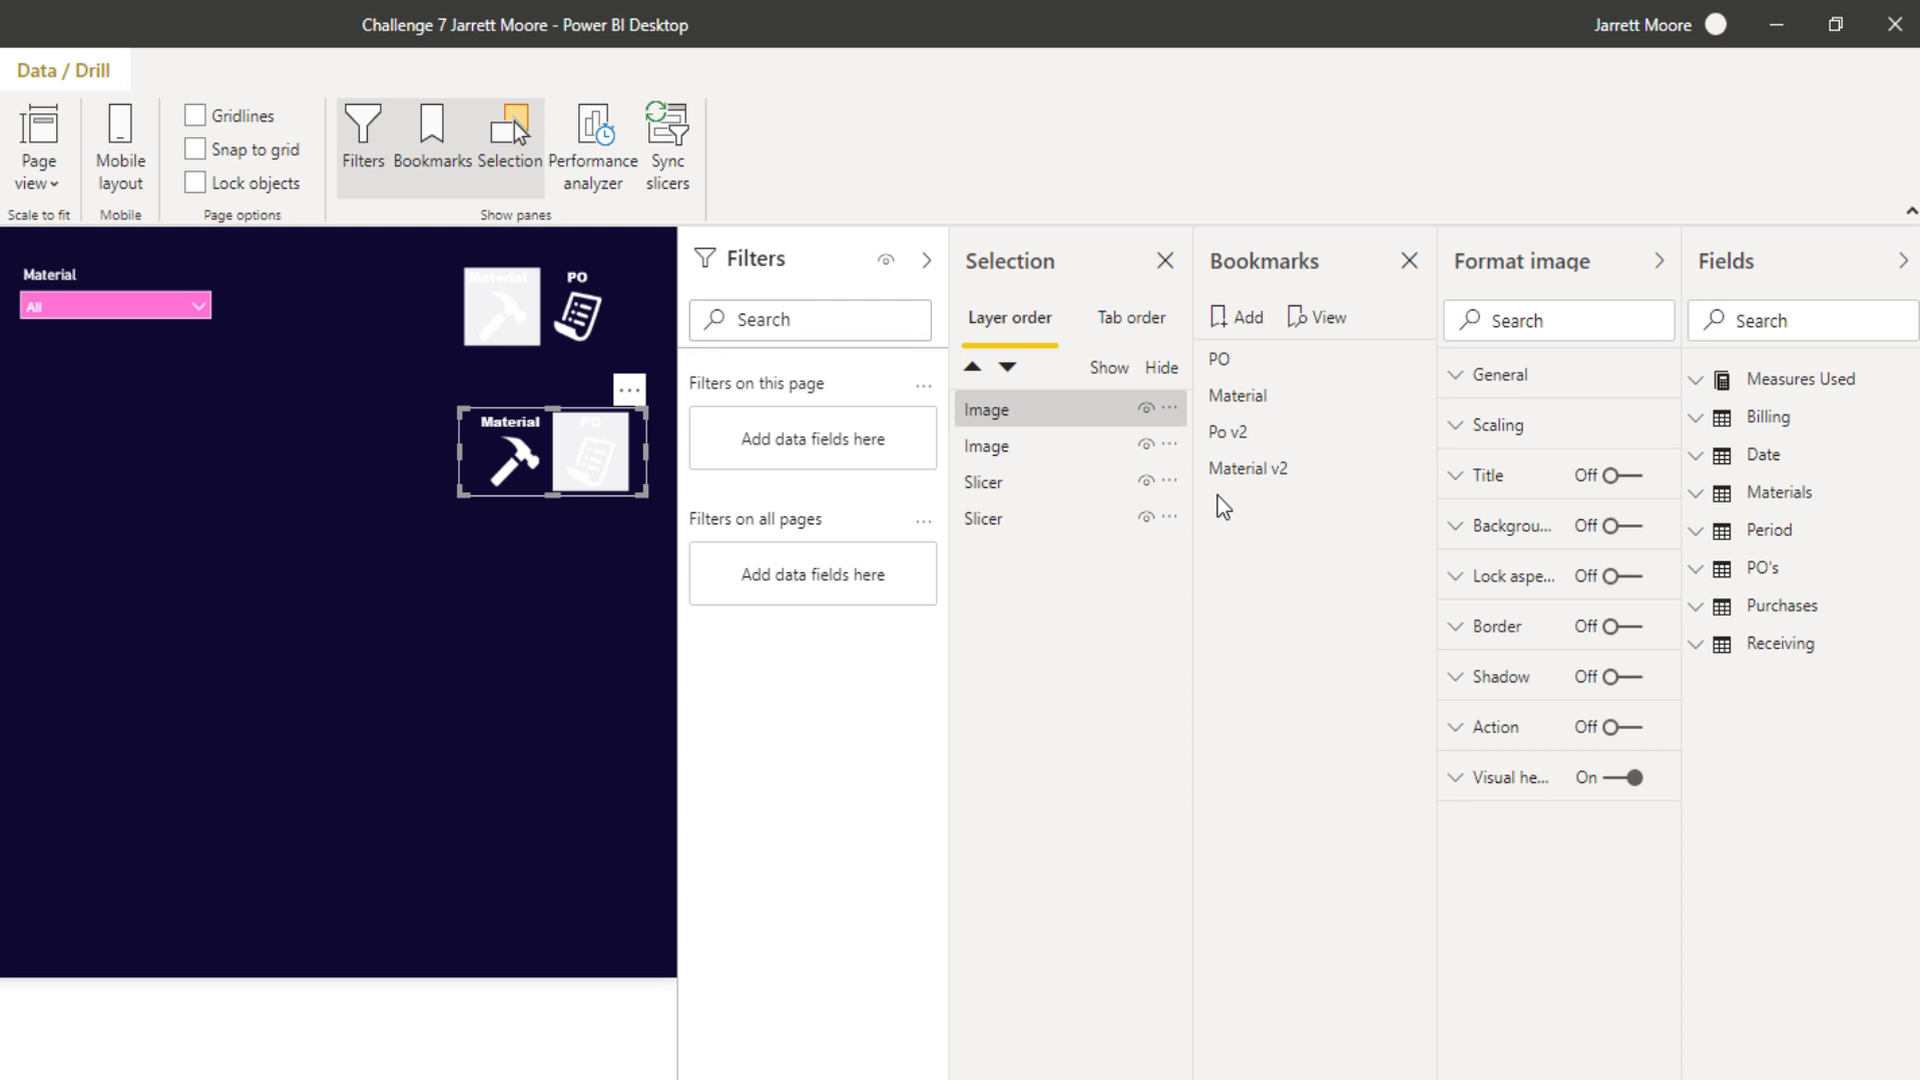 Challenge 7 Jarrett Moore - Power BI Desktop
Jarrett Moore
Data / Drill
Page view
Mobile layout
Gridlines
Snap to grid
Lock objects
Filters
Bookmarks
Selection
Performance analyzer
Sync slicers
Scale to fit
Mobile
Page options
Show panes
Material
All
Material
PO
Material
PO
Filters
Search
Filters on this page
Add data fields here
Filters on all pages
Add data fields here
Selection
Layer order
Tab order
Show
Hide
Image
Image
Slicer
Slicer
Bookmarks
Add
View
PO
Material
Po v2
Material v2
Format image
Search
General
Scaling
Title Off
Backgrou... Off
Lock aspe... Off
Border Off
Shadow Off
Action Off
Visual he... On
Fields
Search
Measures Used
Billing
Date
Materials
Period
PO's
Purchases
Receiving